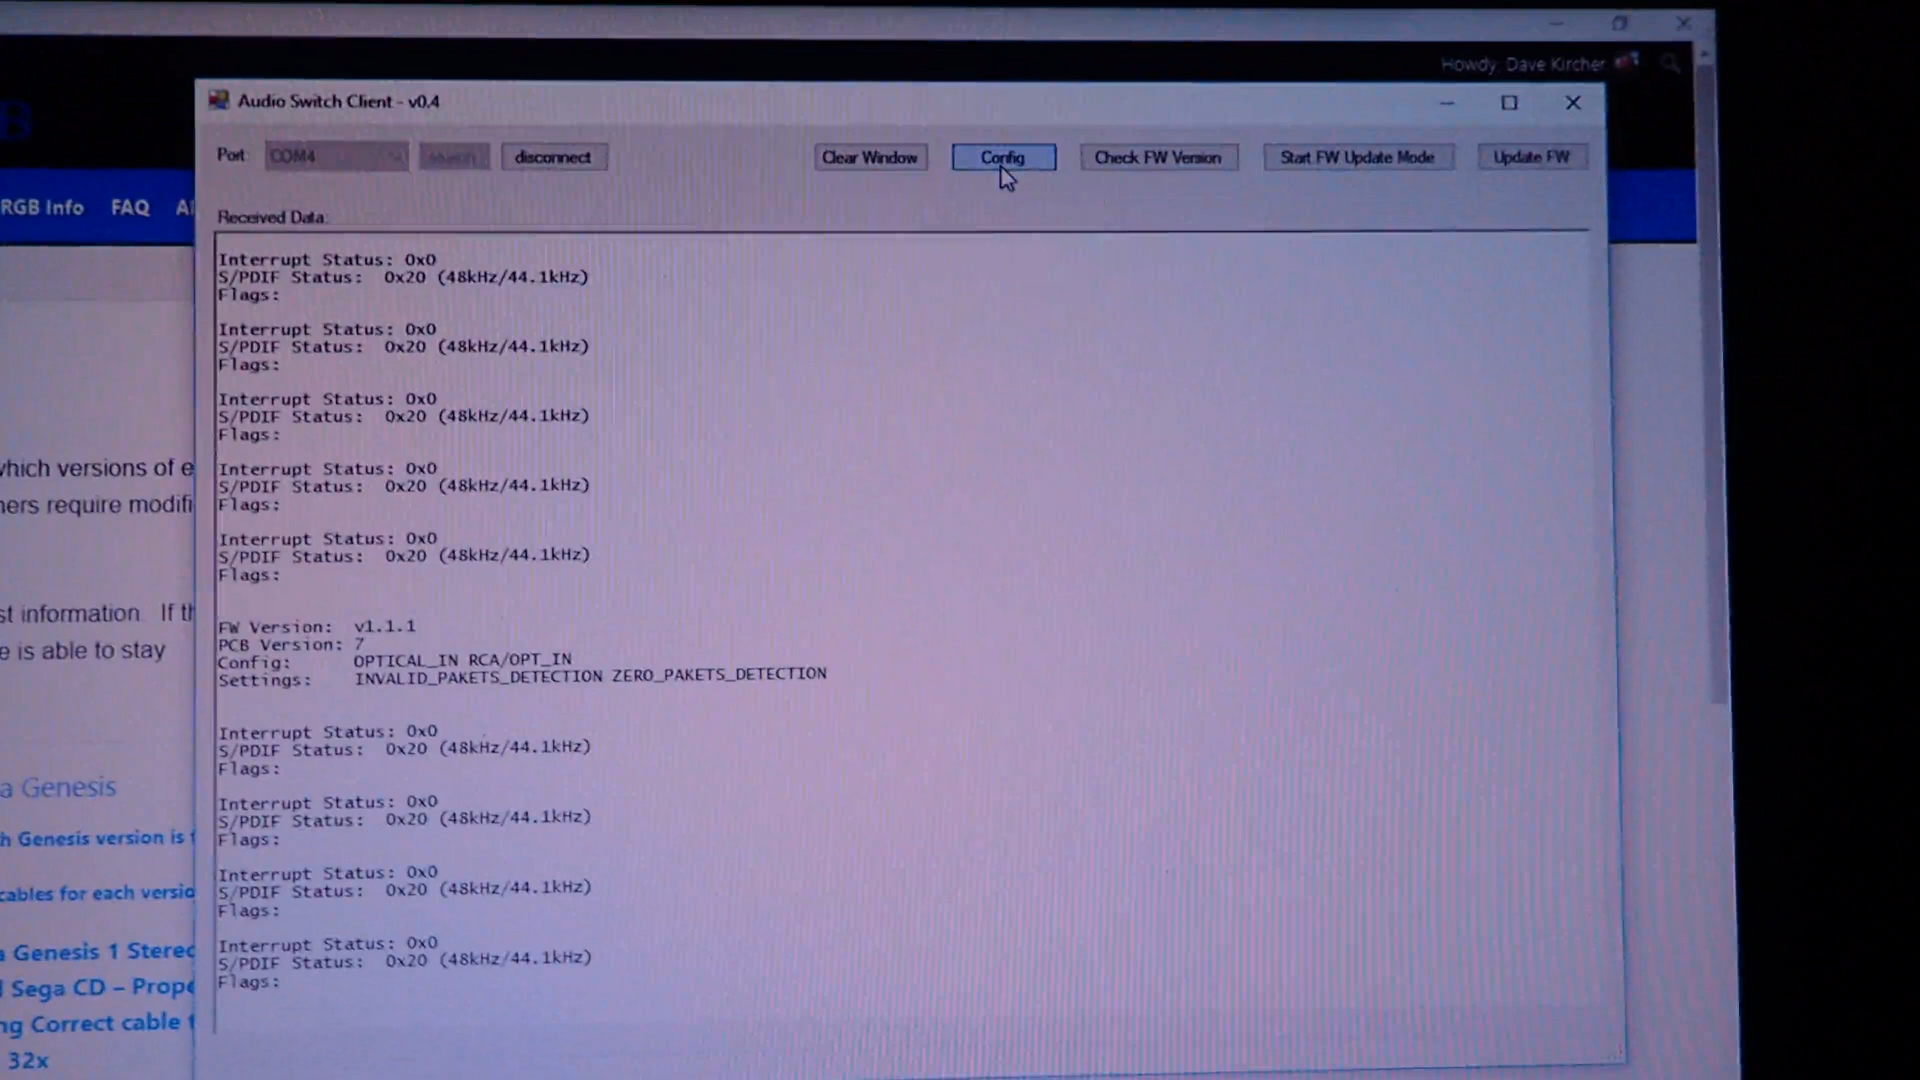 Howdy, Dave Kircher
B
Audio Switch Client - v0.4
Port: COM4 search disconnect Clear Window Config Check FW Version Start FW Update Mode Update FW
RGB Info FAQ
Received Data:
Interrupt Status: 0x0
S/PDIF Status: 0x20 (48kHz/44.1kHz)
Flags:
Interrupt Status: 0x0
S/PDIF Status: 0x20 (48kHz/44.1kHz)
Flags:
Interrupt Status: 0x0
S/PDIF Status: 0x20 (48kHz/44.1kHz)
Flags:
Interrupt Status: 0x0
S/PDIF Status: 0x20 (48kHz/44.1kHz)
Flags:
Interrupt Status: 0x0
S/PDIF Status: 0x20 (48kHz/44.1kHz)
Flags:
FW Version: v1.1.1
PCB Version: 7
Config: OPTICAL_IN RCA/OPT_IN
Settings: INVALID_PAKETS_DETECTION ZERO_PAKETS_DETECTION
Interrupt Status: 0x0
S/PDIF Status: 0x20 (48kHz/44.1kHz)
Flags:
Interrupt Status: 0x0
S/PDIF Status: 0x20 (48kHz/44.1kHz)
Flags:
Interrupt Status: 0x0
S/PDIF Status: 0x20 (48kHz/44.1kHz)
Flags:
Interrupt Status: 0x0
S/PDIF Status: 0x20 (48kHz/44.1kHz)
Flags:
which versions of e
ners require modifi
st information. If th
e is able to stay
a Genesis
h Genesis version is
cables for each versio
a Genesis 1 Stereo
l Sega CD – Prope
ng Correct cable
32x